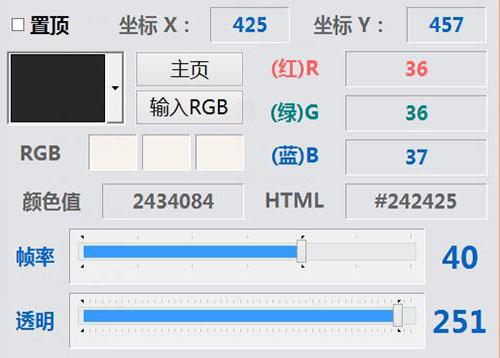 置顶 坐标 X： 425 坐标 Y： 457
主页 (红)R 36
输入RGB (绿)G 36
RGB (蓝)B 37
颜色值 2434084 HTML #242425
帧率 40
透明 251